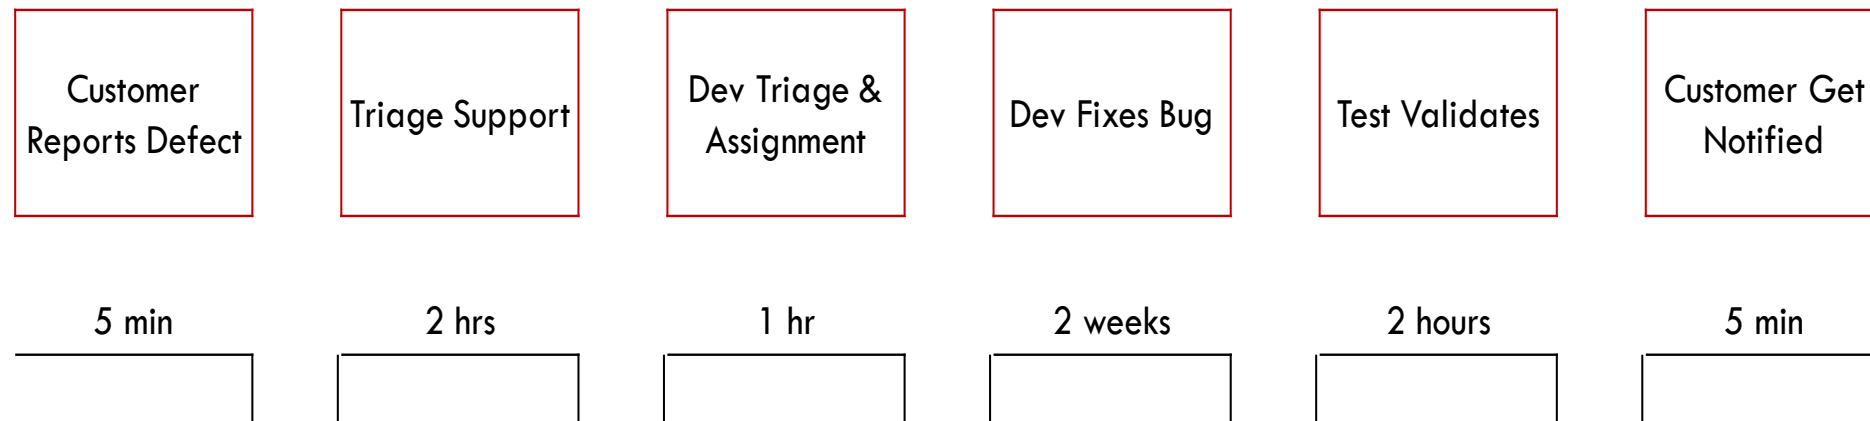 Customer
Reports Defect
Triage Support
Dev Triage &
Assignment
Dev Fixes Bug
Test Validates
Customer Get
Notified
5 min
2 hrs
1 hr
2 weeks
2 hours
5 min